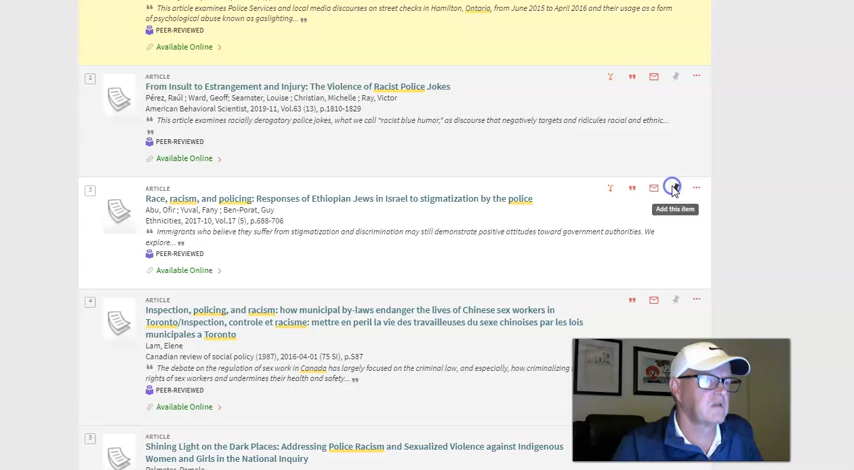 This article examines Police Services and local media discourses on street checks in Hamilton, Ontario, from June 2015 to April 2016 and their usage as a form
of psychological abuse known as gaslighting...
PEER-REVIEWED
Available Online
2
ARTICLE
From Insult to Estrangement and Injury: The Violence of Racist Police Jokes
Pérez, Raúl ; Ward, Geoff; Seamster, Louise ; Christian, Michelle ; Ray, Victor
American Behavioral Scientist, 2019-11, Vol.63 (13), p.1810-1829
This article examines racially derogatory police jokes, what we call "racist blue humor," as discourse that negatively targets and ridicules racial and ethnic...
PEER-REVIEWED
Available Online
3
ARTICLE
Race, racism, and policing: Responses of Ethiopian Jews in Israel to stigmatization by the police
Abu, Ofir ; Yuval, Fany ; Ben-Porat, Guy
Ethnicities, 2017-10, Vol.17 (5), p.688-706
Immigrants who believe they suffer from stigmatization and discrimination may still demonstrate positive attitudes toward government authorities. We
explore...
PEER-REVIEWED
Available Online
Add this item
4
ARTICLE
Inspection, policing, and racism: how municipal by-laws endanger the lives of Chinese sex workers in
Toronto/Inspection, controle et racisme: mettre en peril la vie des travailleuses du sexe chinoises par les lois
municipales a Toronto
Lam, Elene
Canadian review of social policy (1987), 2016-04-01 (75 SI), p.S87
The debate on the regulation of sex work in Canada has largely focused on the criminal law, and especially, how criminalizing
rights of sex workers and undermines their health and safety...
PEER-REVIEWED
Available Online
5
ARTICLE
Shining Light on the Dark Places: Addressing Police Racism and Sexualized Violence against Indigenous
Women and Girls in the National Inquiry